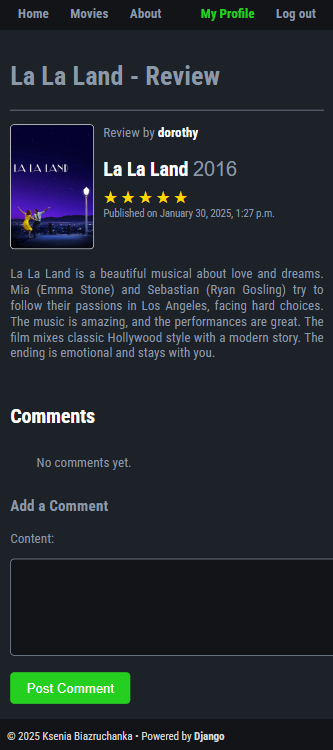 Home Movies About My Profile Log out
La La Land - Review
LA LA LAND
Review by dorothy
La La Land 2016
★ ★ ★ ★ ★
Published on January 30, 2025, 1:27 p.m.
La La Land is a beautiful musical about love and dreams.
Mia (Emma Stone) and Sebastian (Ryan Gosling) try to
follow their passions in Los Angeles, facing hard choices.
The music is amazing, and the performances are great. The
film mixes classic Hollywood style with a modern story. The
ending is emotional and stays with you.
Comments
No comments yet.
Add a Comment
Content:
Post Comment
© 2025 Ksenia Biazruchanka • Powered by Django